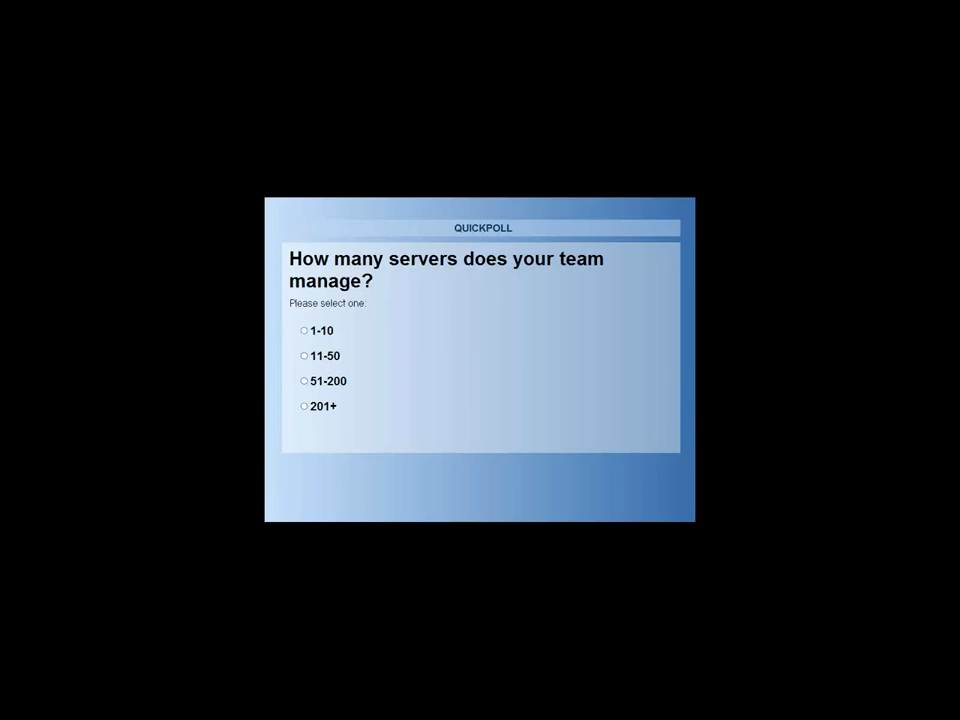 QUICKPOLL
How many servers does your team
manage?
Please select one:
1-10
11-50
51-200
201+